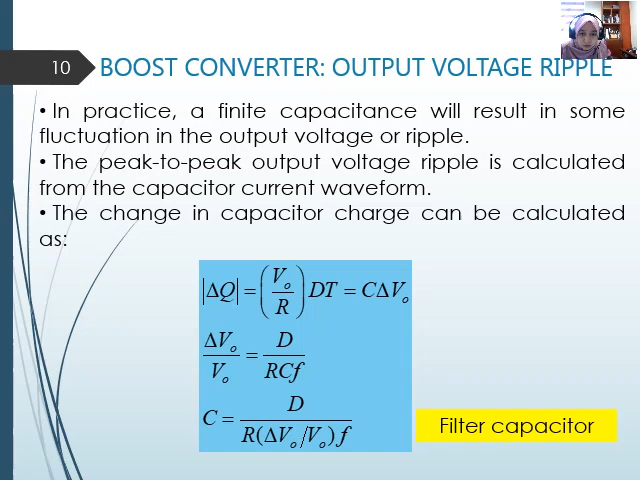 10
BOOST CONVERTER: OUTPUT VOLTAGE RIPPLE
• In practice, a finite capacitance will result in some
fluctuation in the output voltage or ripple.
• The peak-to-peak output voltage ripple is calculated
from the capacitor current waveform.
• The change in capacitor charge can be calculated
as:
|ΔQ| = (Vₒ/R) DT = CΔVₒ
ΔVₒ/Vₒ = D/RCf
C = D/R(ΔVₒ/Vₒ)f
Filter capacitor